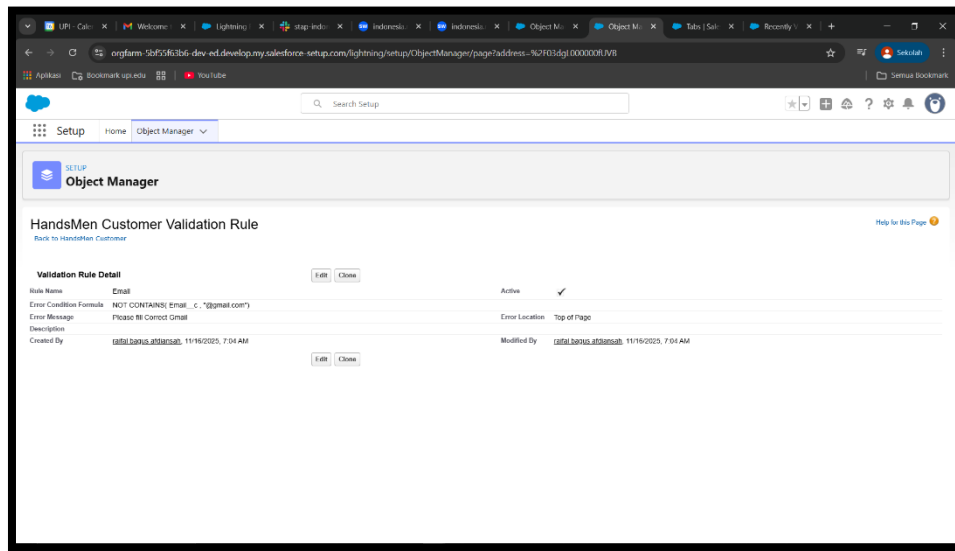 UPI - Cale
Welcome
Lightning
stap-indon
indonesia
indonesia
Object Ma
Object Ma
Tabs | Sale
Recently V
orgfarm-5bf55f63b6-dev-ed.develop.my.salesforce-setup.com/lightning/setup/ObjectManager/page?address=%2F03dgL000000fUV8
Sekolah
Aplikasi
Bookmark upi.edu
YouTube
Semua Bookmark
Search Setup
Setup
Home
Object Manager
SETUP
Object Manager
HandsMen Customer Validation Rule
Help for this Page
Back to HandsMen Customer
Validation Rule Detail
Edit Clone
Rule Name Email Active
Error Condition Formula NOT CONTAINS( Email__c , "@gmail.com")
Error Message Please fill Correct Gmail Error Location Top of Page
Description
Created By raifal bagus afdiansah, 11/16/2025, 7:04 AM Modified By raifal bagus afdiansah, 11/16/2025, 7:04 AM
Edit Clone